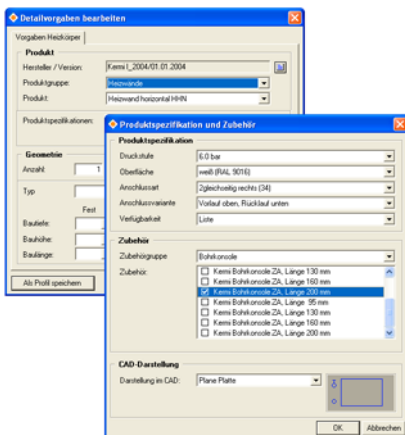 Detailvorgaben bearbeiten
Vorgaben Heizkörper
Produkt
Hersteller / Version: Kermi I_2004/01.01.2004
Produktgruppe: Heizwände
Produkt: Heizwand horizontal HHN
Produktspezifikationen:
Geometrie
Anzahl: 1
Typ
Fest
Bautiefe:
Bauhöhe:
Baulänge:
Als Profil speichern
Produktspezifikation und Zubehör
Produktspezifikation
Druckstufe 6.0 bar
Oberfläche weiß (RAL 9016)
Anschlussart 2gleichseitig rechts (34)
Anschlussvariante Vorlauf oben, Rücklauf unten
Verfügbarkeit Liste
Zubehör
Zubehörgruppe Bohrkonsole
Zubehör: Kermi Bohrkonsole ZA, Länge 130 mm
Kermi Bohrkonsole ZA, Länge 160 mm
Kermi Bohrkonsole ZA, Länge 200 mm
Kermi Bohrkonsole ZA, Länge 95 mm
Kermi Bohrkonsole ZA, Länge 130 mm
Kermi Bohrkonsole ZA, Länge 160 mm
Kermi Bohrkonsole ZA, Länge 200 mm
CAD-Darstellung
Darstellung im CAD: Plane Platte
OK Abbrechen